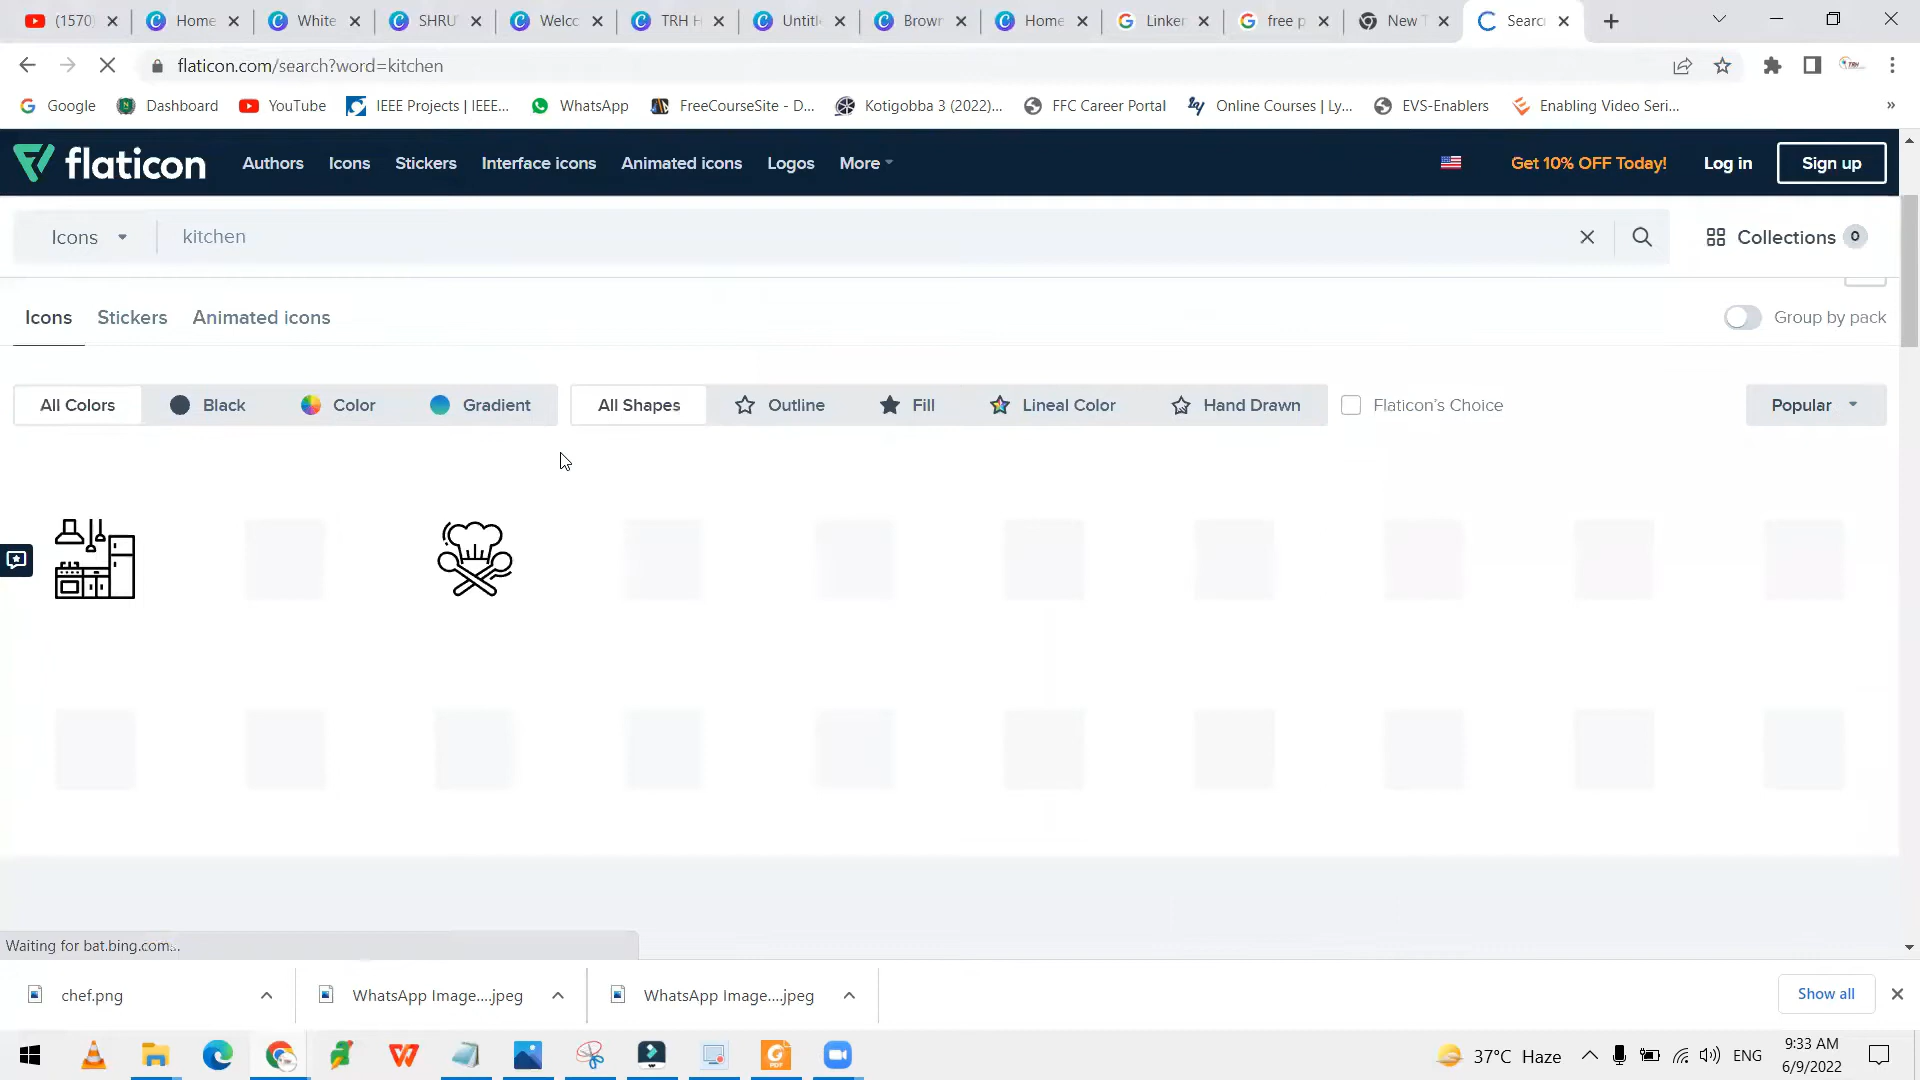 (1570)
Home
White
SHRU
Welco
TRH H
Untitl
Brown
Home
Linker
free p
New T
Searc
flaticon.com/search?word=kitchen
Google
Dashboard
YouTube
IEEE Projects | IEEE...
WhatsApp
FreeCourseSite - D...
Kotigobba 3 (2022)...
FFC Career Portal
Online Courses | Ly...
EVS-Enablers
Enabling Video Seri...
»
flaticon
Authors
Icons
Stickers
Interface icons
Animated icons
Logos
More
Get 10% OFF Today!
Log in
Sign up
Icons
kitchen
Collections 0
Icons
Stickers
Animated icons
Group by pack
All Colors
Black
Color
Gradient
All Shapes
Outline
Fill
Lineal Color
Hand Drawn
Flaticon's Choice
Popular
Waiting for bat.bing.com...
chef.png
WhatsApp Image....jpeg
WhatsApp Image....jpeg
Show all
37°C Haze
ENG
9:33 AM
6/9/2022